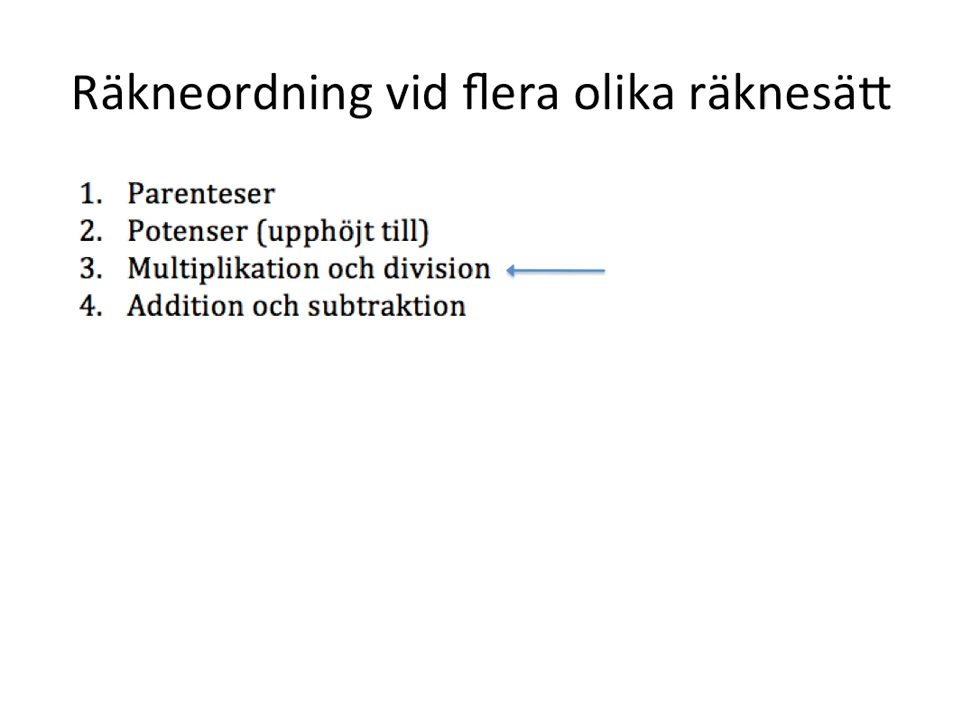 Räkneordning vid flera olika räknesätt
1. Parenteser
2. Potenser (upphöjt till)
3. Multiplikation och division
4. Addition och subtraktion